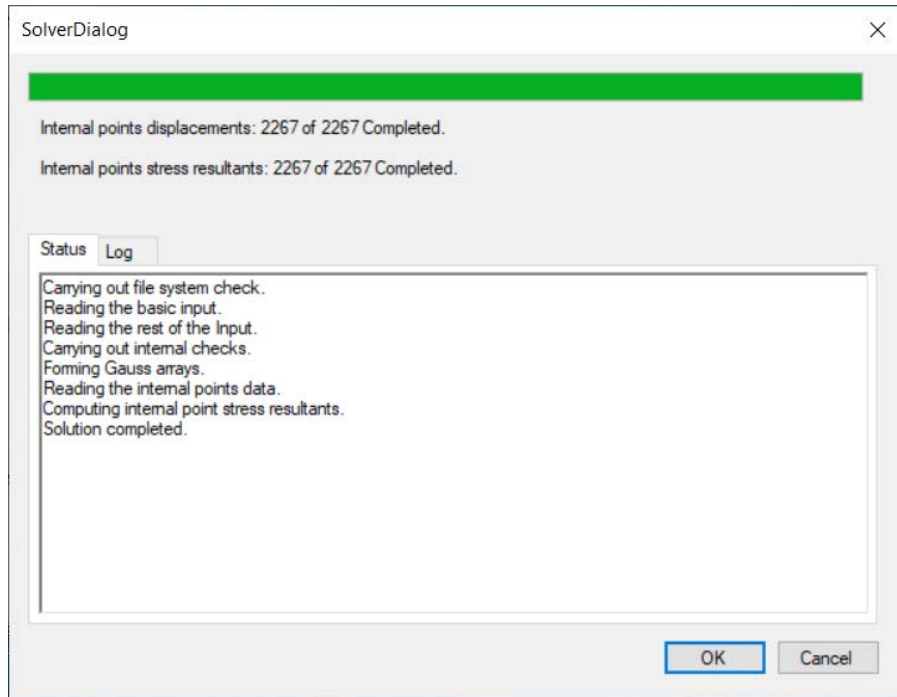 SolverDialog
Internal points displacements: 2267 of 2267 Completed.
Internal points stress resultants: 2267 of 2267 Completed.
Status Log
Carrying out file system check.
Reading the basic input.
Reading the rest of the Input.
Carrying out internal checks.
Forming Gauss arrays.
Reading the internal points data.
Computing internal point stress resultants.
Solution completed.
OK Cancel